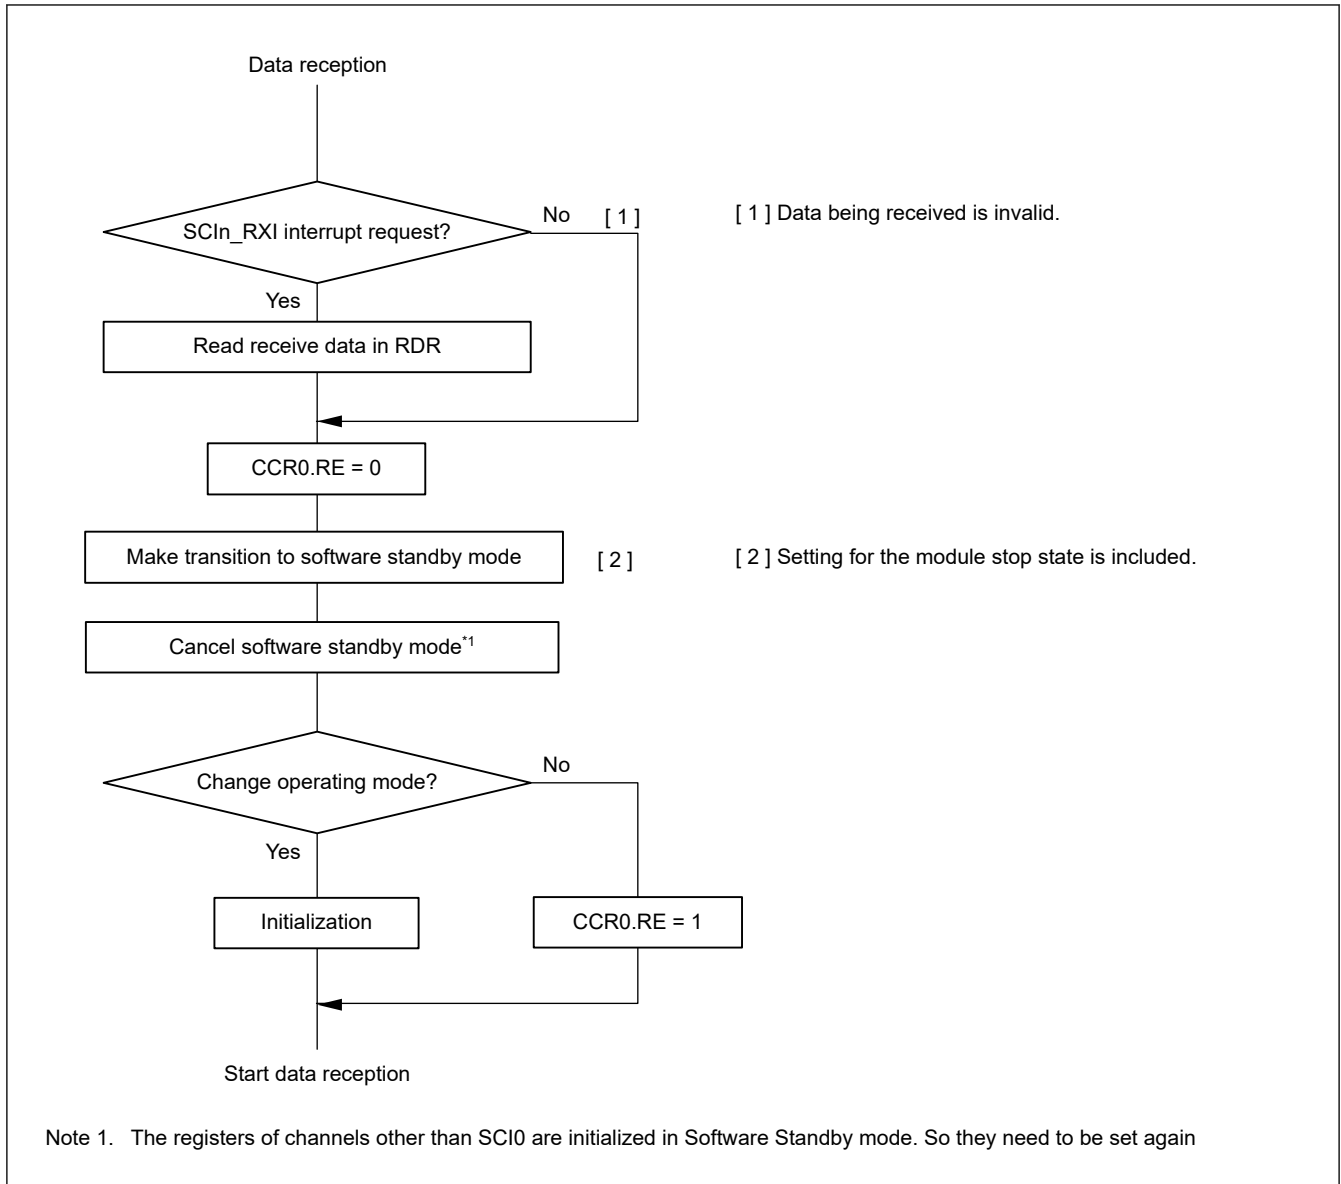 Data reception
SCIn_RXI interrupt request?
No [ 1 ]
[ 1 ] Data being received is invalid.
Yes
Read receive data in RDR
CCR0.RE = 0
Make transition to software standby mode
[ 2 ]
[ 2 ] Setting for the module stop state is included.
Cancel software standby mode*1
Change operating mode?
No
Yes
Initialization
CCR0.RE = 1
Start data reception
Note 1. The registers of channels other than SCI0 are initialized in Software Standby mode. So they need to be set again